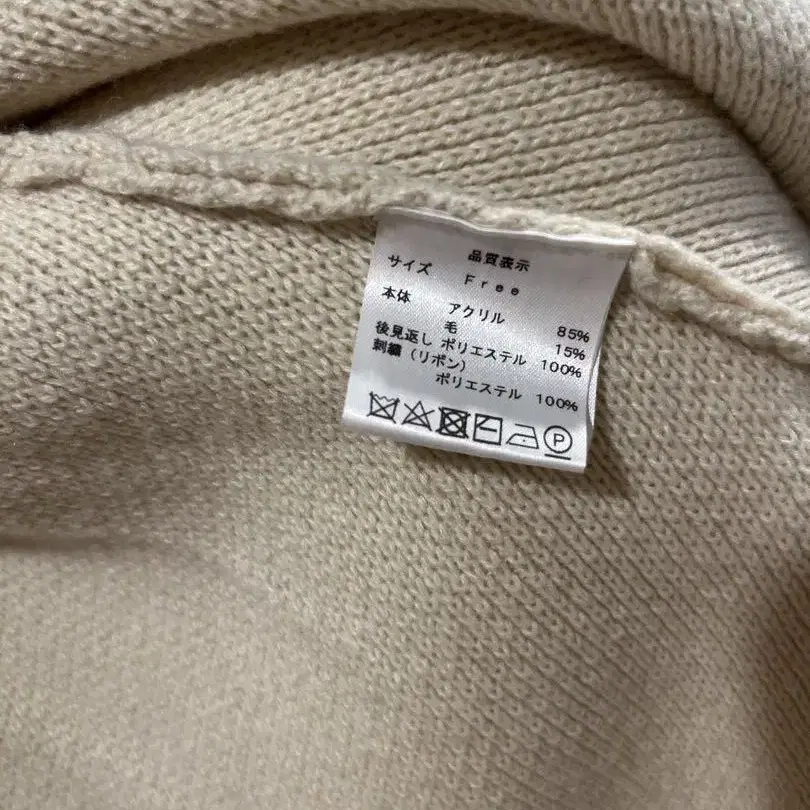 品質表示
サイズ Free
本体 アクリル 85%
毛 15%
後見返し ポリエステル 100%
刺繍(リボン)
ポリエステル 100%
P